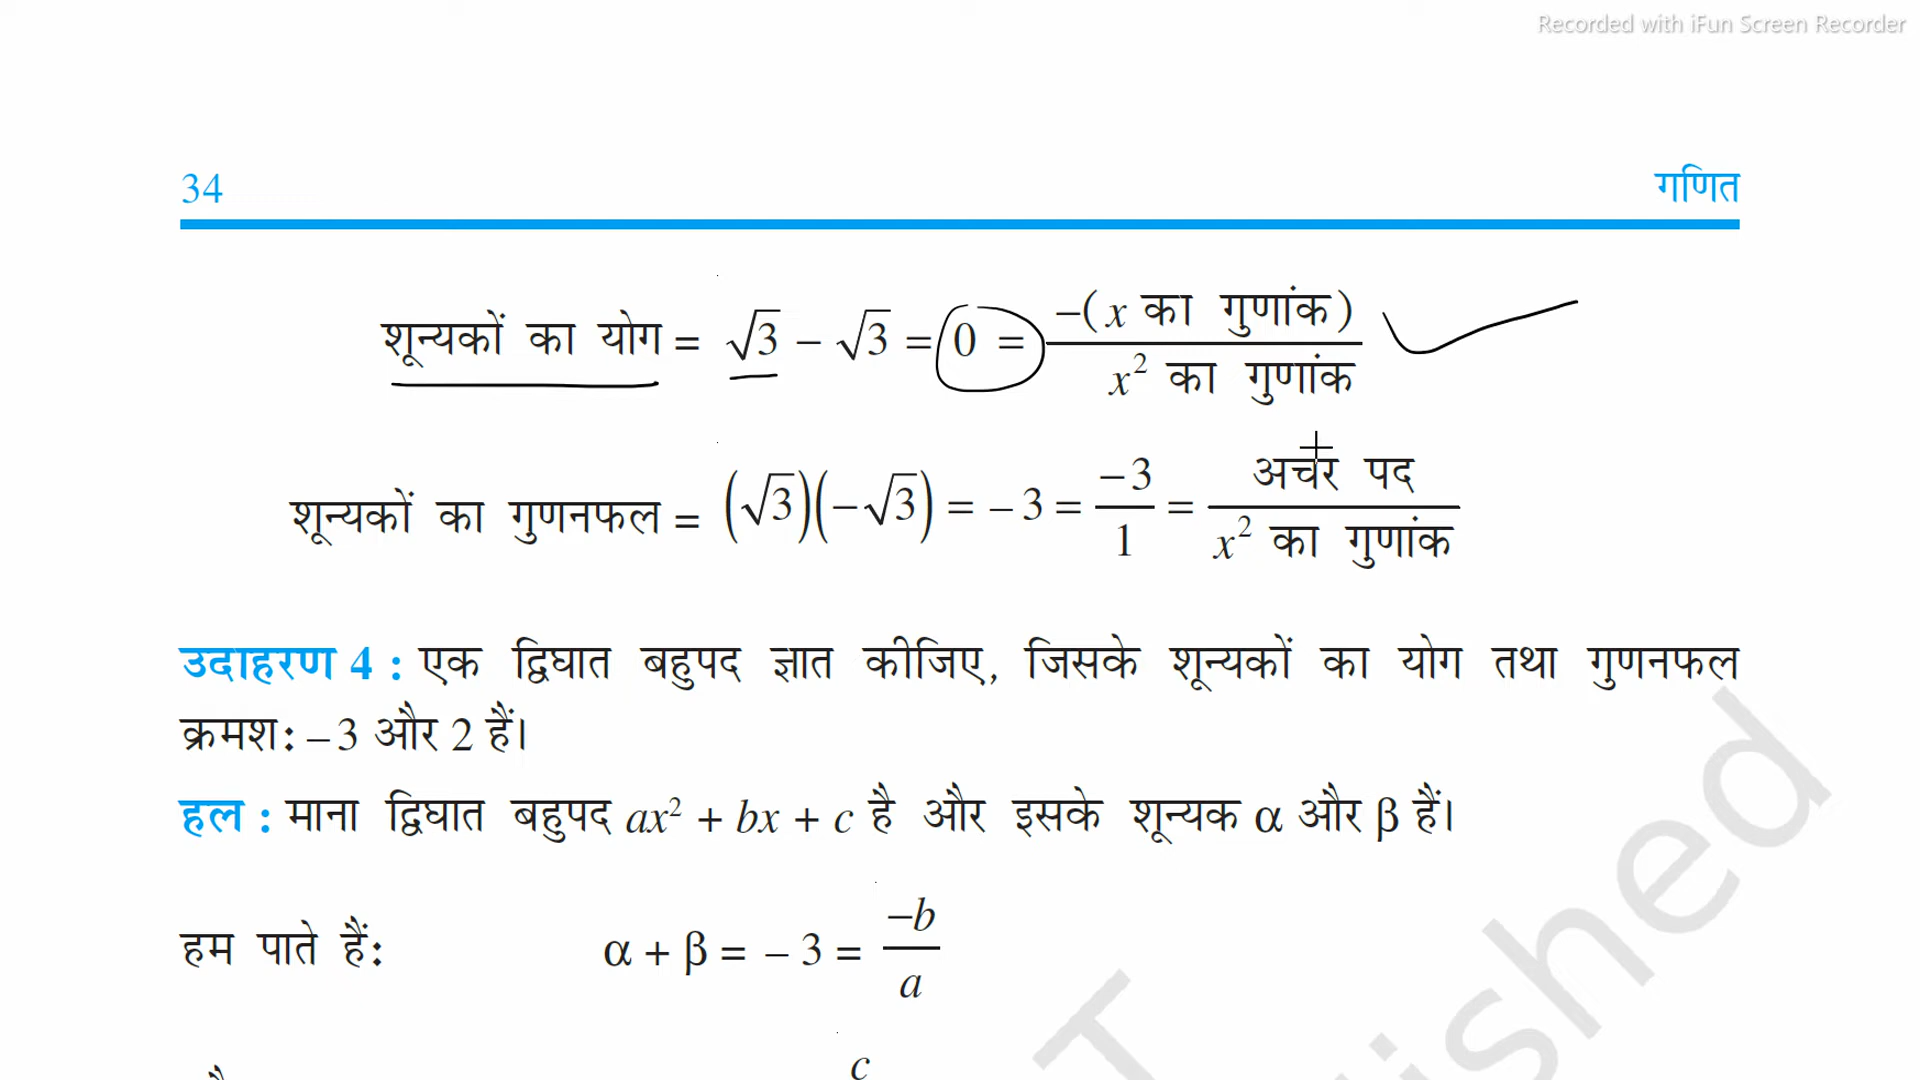 Recorded with iFun Screen Recorder
34 गणित
शून्यकों का योग = √3 – √3 = 0 = –(x का गुणांक) / x² का गुणांक
शून्यकों का गुणनफल = (√3)(–√3) = – 3 = –3 / 1 = अचर पद / x² का गुणांक
उदाहरण 4 : एक द्विघात बहुपद ज्ञात कीजिए, जिसके शून्यकों का योग तथा गुणनफल
क्रमश: – 3 और 2 हैं।
हल : माना द्विघात बहुपद ax² + bx + c है और इसके शून्यक α और β हैं।
हम पाते हैं: α + β = – 3 = –b / a
c